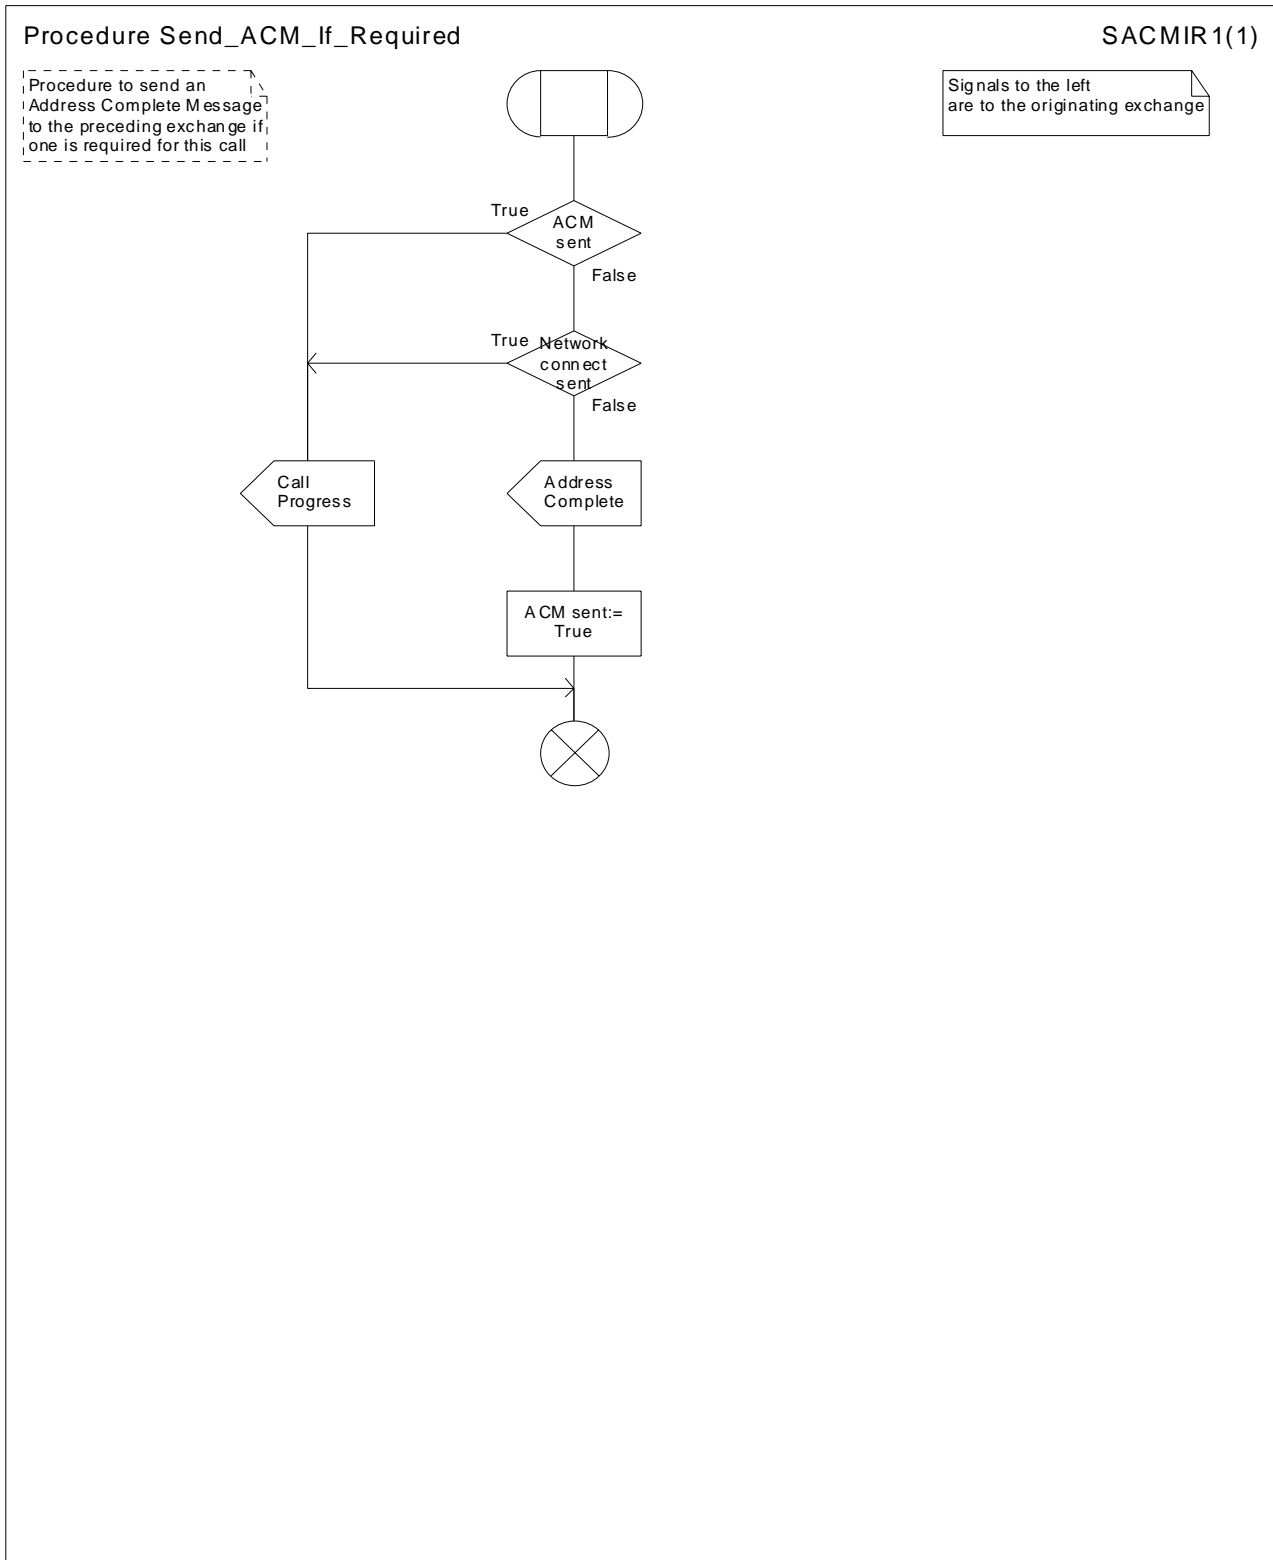 Procedure Send_ACM_If_Required
SACMIR1(1)
Procedure to send an
Address Complete Message
to the preceding exchange if
one is required for this call
Signals to the left
are to the originating exchange
True
ACM
sent
False
True
Network
connect
sent
False
Call
Progress
Address
Complete
ACM sent:=
True